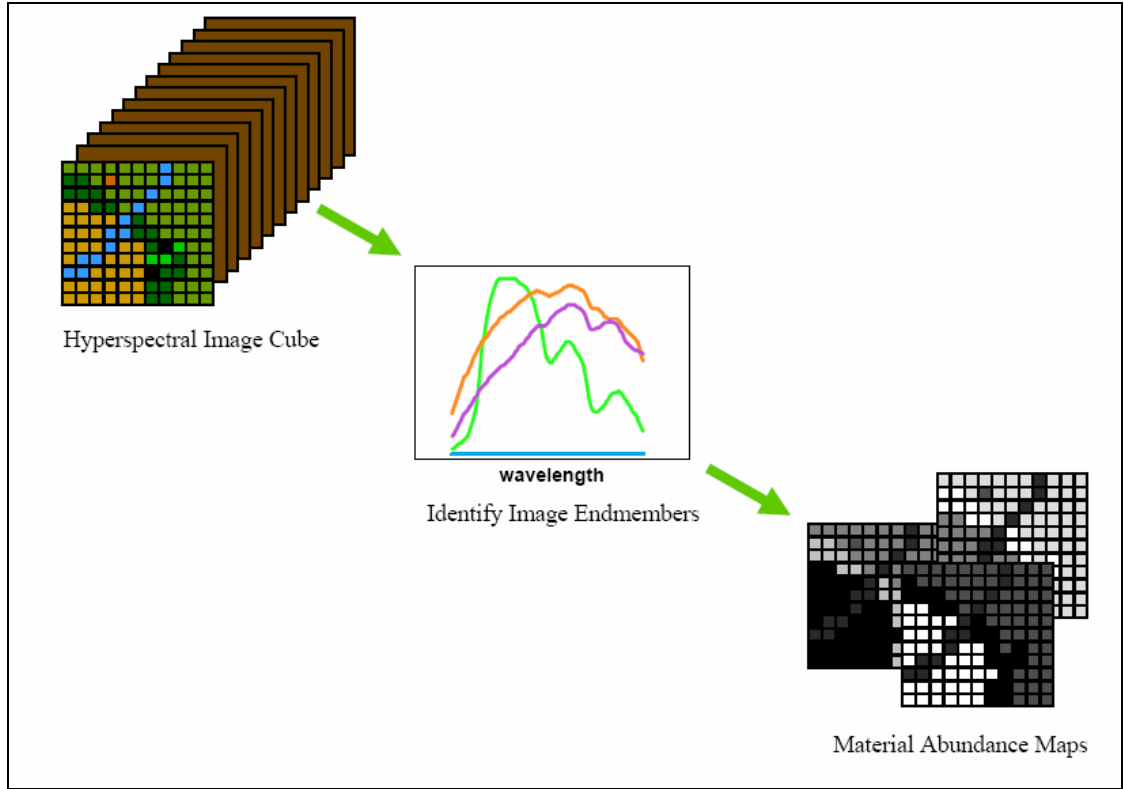 Hyperspectral Image Cube
wavelength
Identify Image Endmembers
Material Abundance Maps